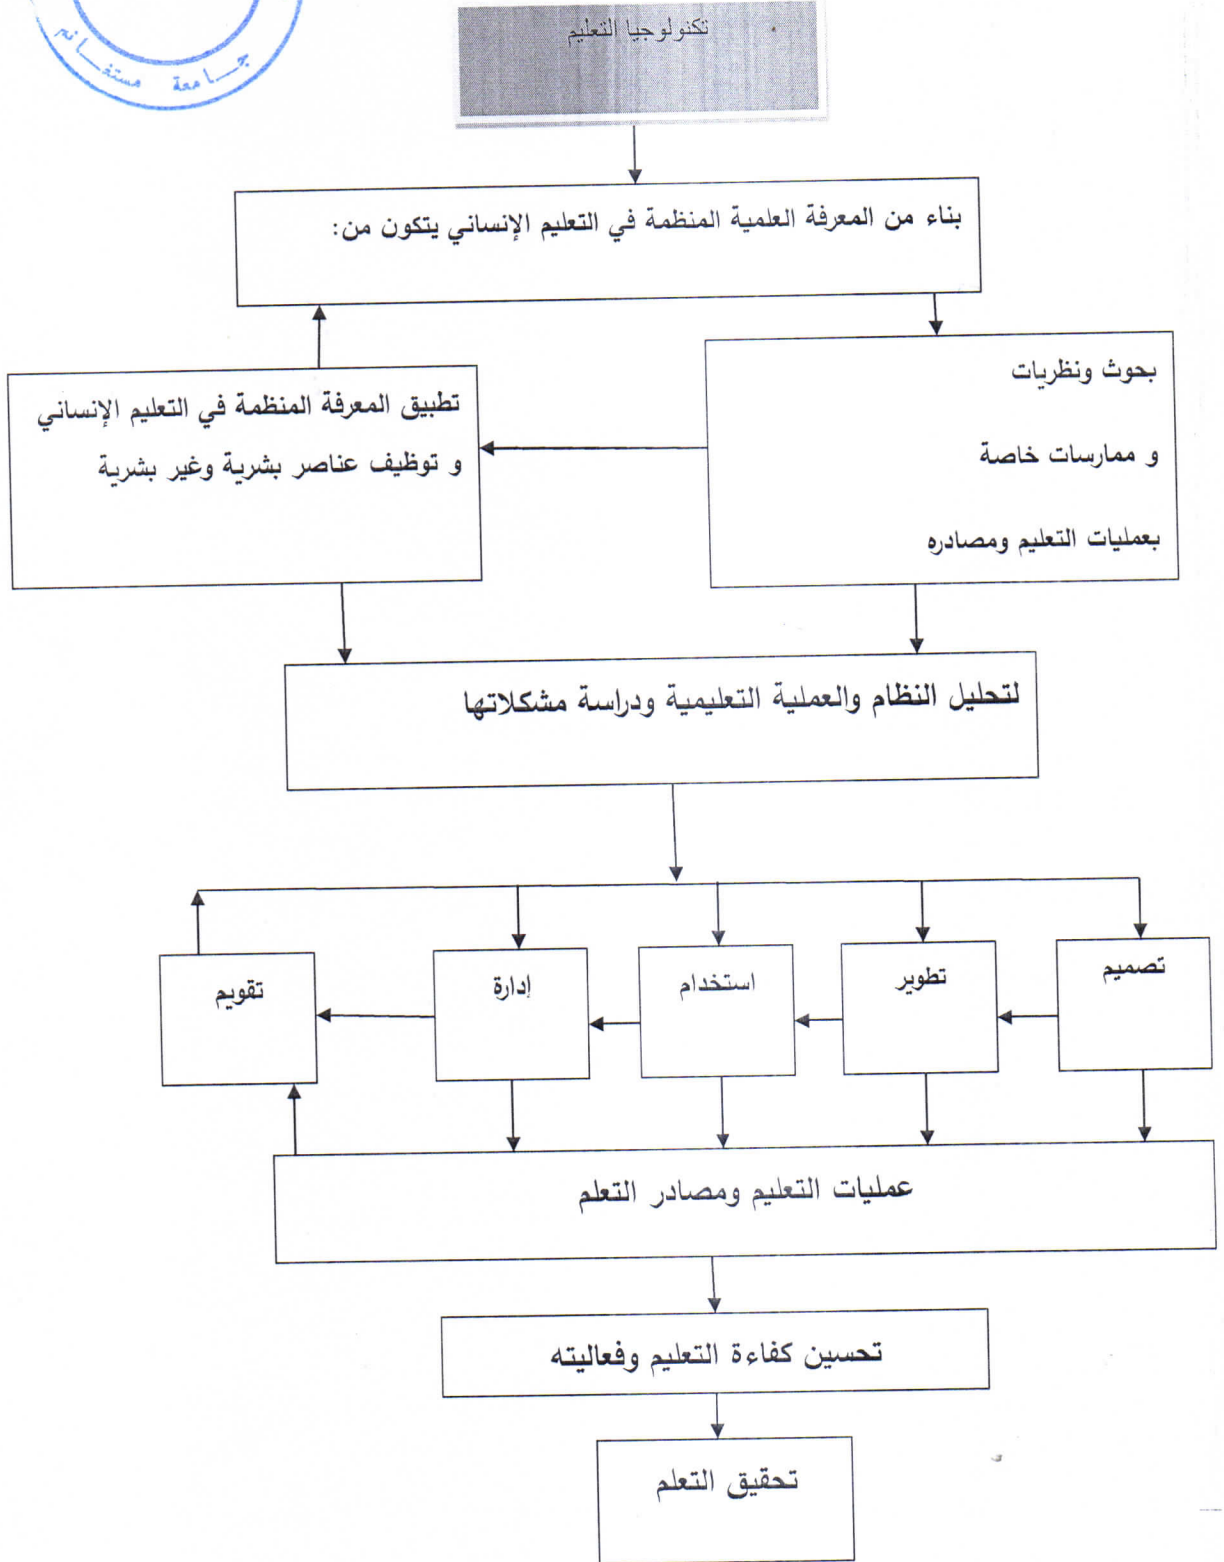 جامعة مستغانم
تكنولوجيا التعليم
بناء من المعرفة العلمية المنظمة في التعليم الإنساني يتكون من:
بحوث ونظريات
و ممارسات خاصة
بعمليات التعليم ومصادره
تطبيق المعرفة المنظمة في التعليم الإنساني
و توظيف عناصر بشرية وغير بشرية
لتحليل النظام والعملية التعليمية ودراسة مشكلاتها
تصميم
تطوير
استخدام
إدارة
تقويم
عمليات التعليم ومصادر التعلم
تحسين كفاءة التعليم وفعاليته
تحقيق التعلم